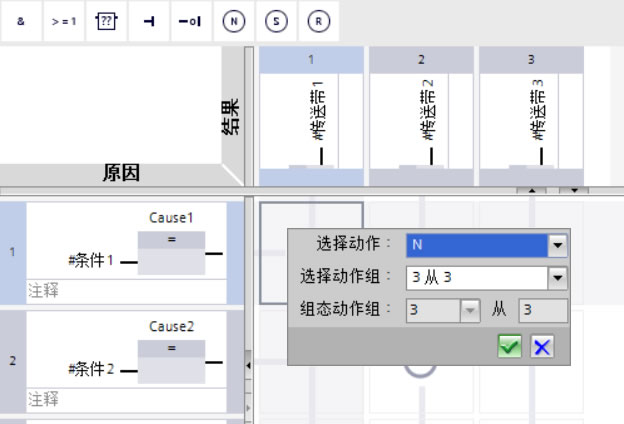 & >=1 ?? N S R
1 2 3
#传送带1 #传送带2 #传送带3
结果
原因
1
Cause1
=
#条件1
注释
2
Cause2
=
#条件2
注释
选择动作： N
选择动作组： 3 从 3
组态动作组： 3 从 3